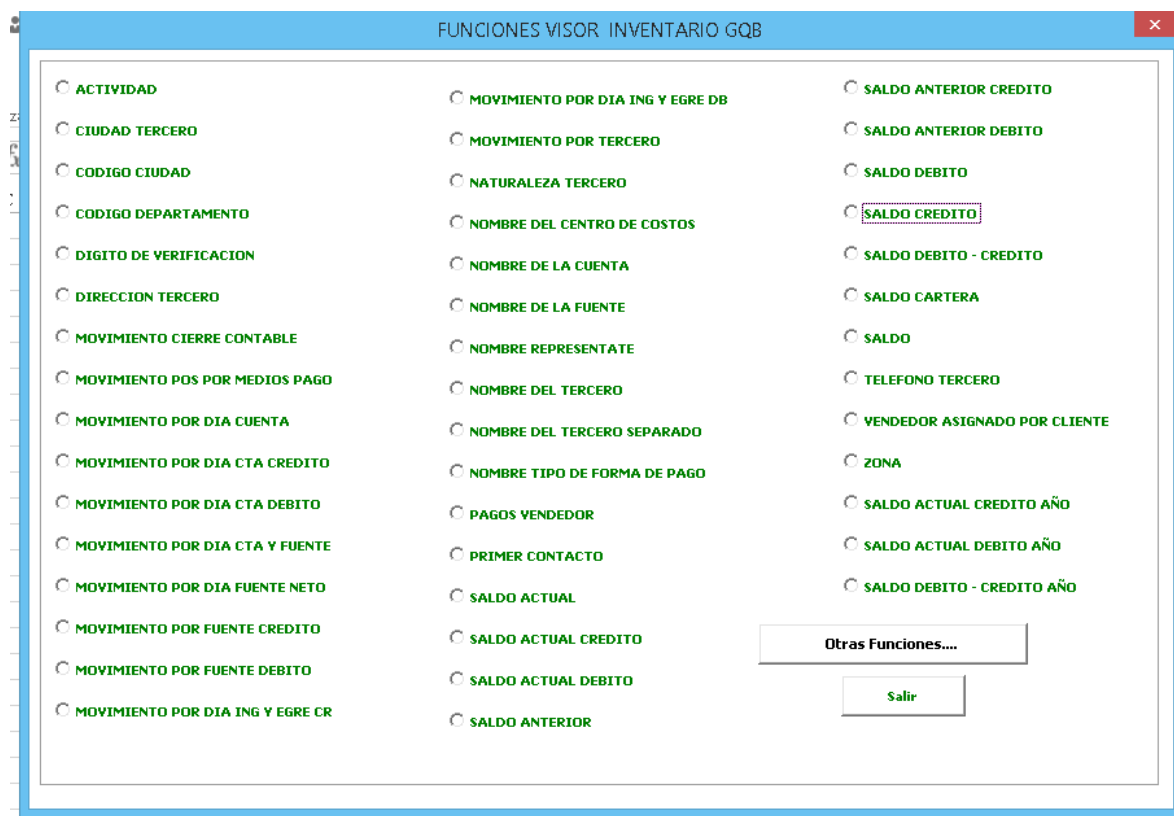 FUNCIONES VISOR INVENTARIO GQB
ACTIVIDAD
CIUDAD TERCERO
CODIGO CIUDAD
CODIGO DEPARTAMENTO
DIGITO DE VERIFICACION
DIRECCION TERCERO
MOVIMIENTO CIERRE CONTABLE
MOVIMIENTO POS POR MEDIOS PAGO
MOVIMIENTO POR DIA CUENTA
MOVIMIENTO POR DIA CTA CREDITO
MOVIMIENTO POR DIA CTA DEBITO
MOVIMIENTO POR DIA CTA Y FUENTE
MOVIMIENTO POR DIA FUENTE NETO
MOVIMIENTO POR FUENTE CREDITO
MOVIMIENTO POR FUENTE DEBITO
MOVIMIENTO POR DIA ING Y EGRE CR
MOVIMIENTO POR DIA ING Y EGRE DB
MOVIMIENTO POR TERCERO
NATURALEZA TERCERO
NOMBRE DEL CENTRO DE COSTOS
NOMBRE DE LA CUENTA
NOMBRE DE LA FUENTE
NOMBRE REPRESENTATE
NOMBRE DEL TERCERO
NOMBRE DEL TERCERO SEPARADO
NOMBRE TIPO DE FORMA DE PAGO
PAGOS VENDEDOR
PRIMER CONTACTO
SALDO ACTUAL
SALDO ACTUAL CREDITO
SALDO ACTUAL DEBITO
SALDO ANTERIOR
SALDO ANTERIOR CREDITO
SALDO ANTERIOR DEBITO
SALDO DEBITO
SALDO CREDITO
SALDO DEBITO - CREDITO
SALDO CARTERA
SALDO
TELEFONO TERCERO
VENDEDOR ASIGNADO POR CLIENTE
ZONA
SALDO ACTUAL CREDITO AÑO
SALDO ACTUAL DEBITO AÑO
SALDO DEBITO - CREDITO AÑO
Otras Funciones....
Salir